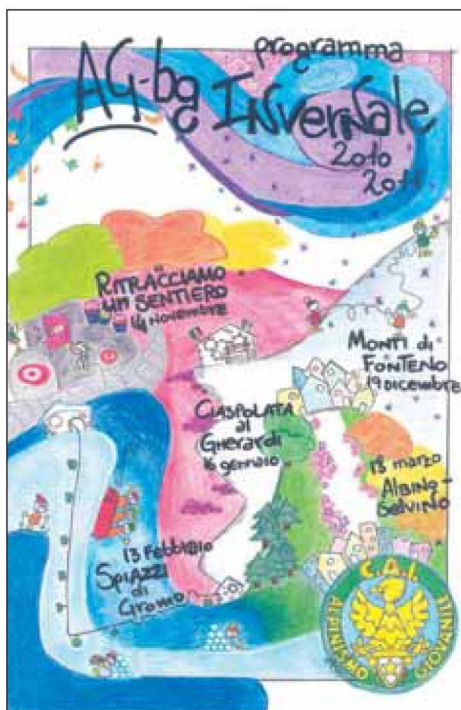 programma
AG-bg INVERNALE
2010
2011
RITRACCIAMO
UN SENTIERO
14 NOVEMBRE
MONTI di
FONTENO
19 DICEMBRE
CIASPOLATA
al
GHERARDI
16 gennaio
13 marzo
ALBINO-
SELVINO
13 FEBBRAIO
SPIAZZI
di
GROMO
C.A.I.
ALPINISMO
GIOVANILE